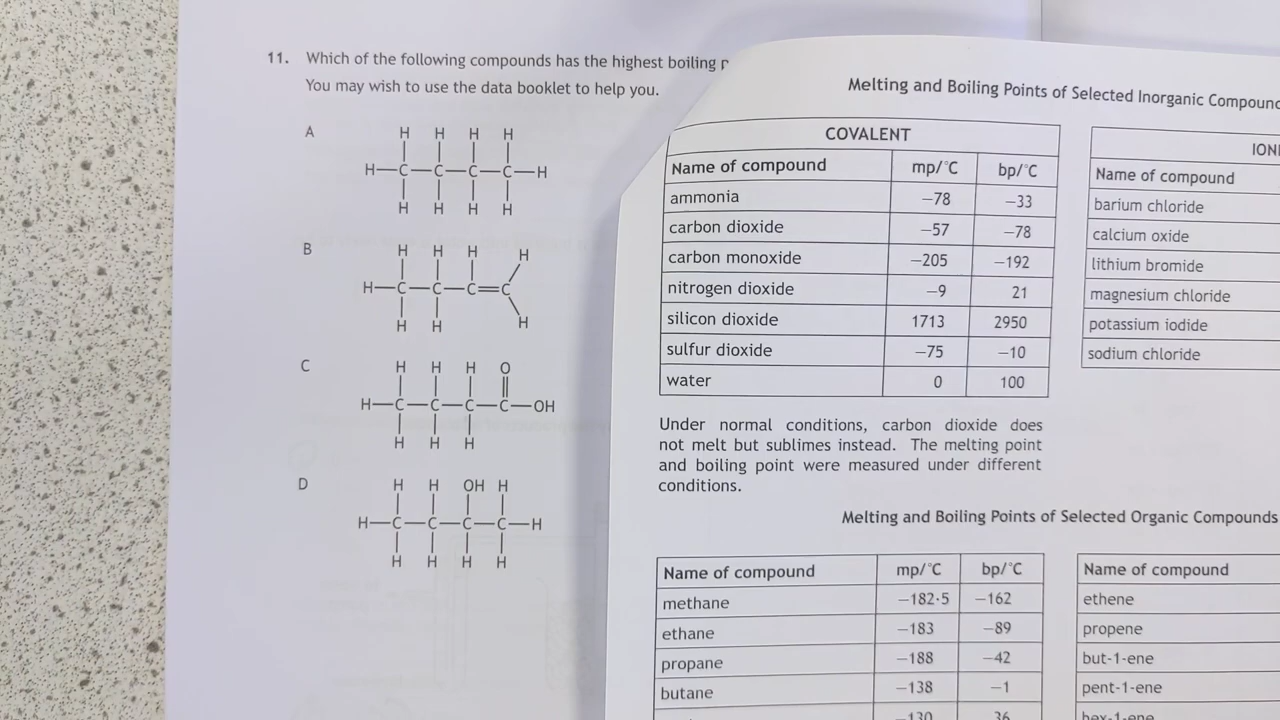 11. Which of the following compounds has the highest boiling
You may wish to use the data booklet to help you.
A
H H H H
H—C—C—C—C—H
H H H H
B
H H H H
H—C—C—C=C
H H H
C
H H H O
H—C—C—C—C—OH
H H H
D
H H OH H
H—C—C—C—C—H
H H H H
Melting and Boiling Points of Selected Inorganic
COVALENT
Name of compound mp/°C bp/°C
ammonia −78 −33
carbon dioxide −57 −78
carbon monoxide −205 −192
nitrogen dioxide −9 21
silicon dioxide 1713 2950
sulfur dioxide −75 −10
water 0 100
Name of compound
barium chloride
calcium oxide
lithium bromide
magnesium chloride
potassium iodide
sodium chloride
Under normal conditions, carbon dioxide does
not melt but sublimes instead. The melting point
and boiling point were measured under different
conditions.
Melting and Boiling Points of Selected Organic Compounds
Name of compound mp/°C bp/°C
methane −182·5 −162
ethane −183 −89
propane −188 −42
butane −138 −1
−130 36
Name of compound
ethene
propene
but-1-ene
pent-1-ene
hex-1-ene